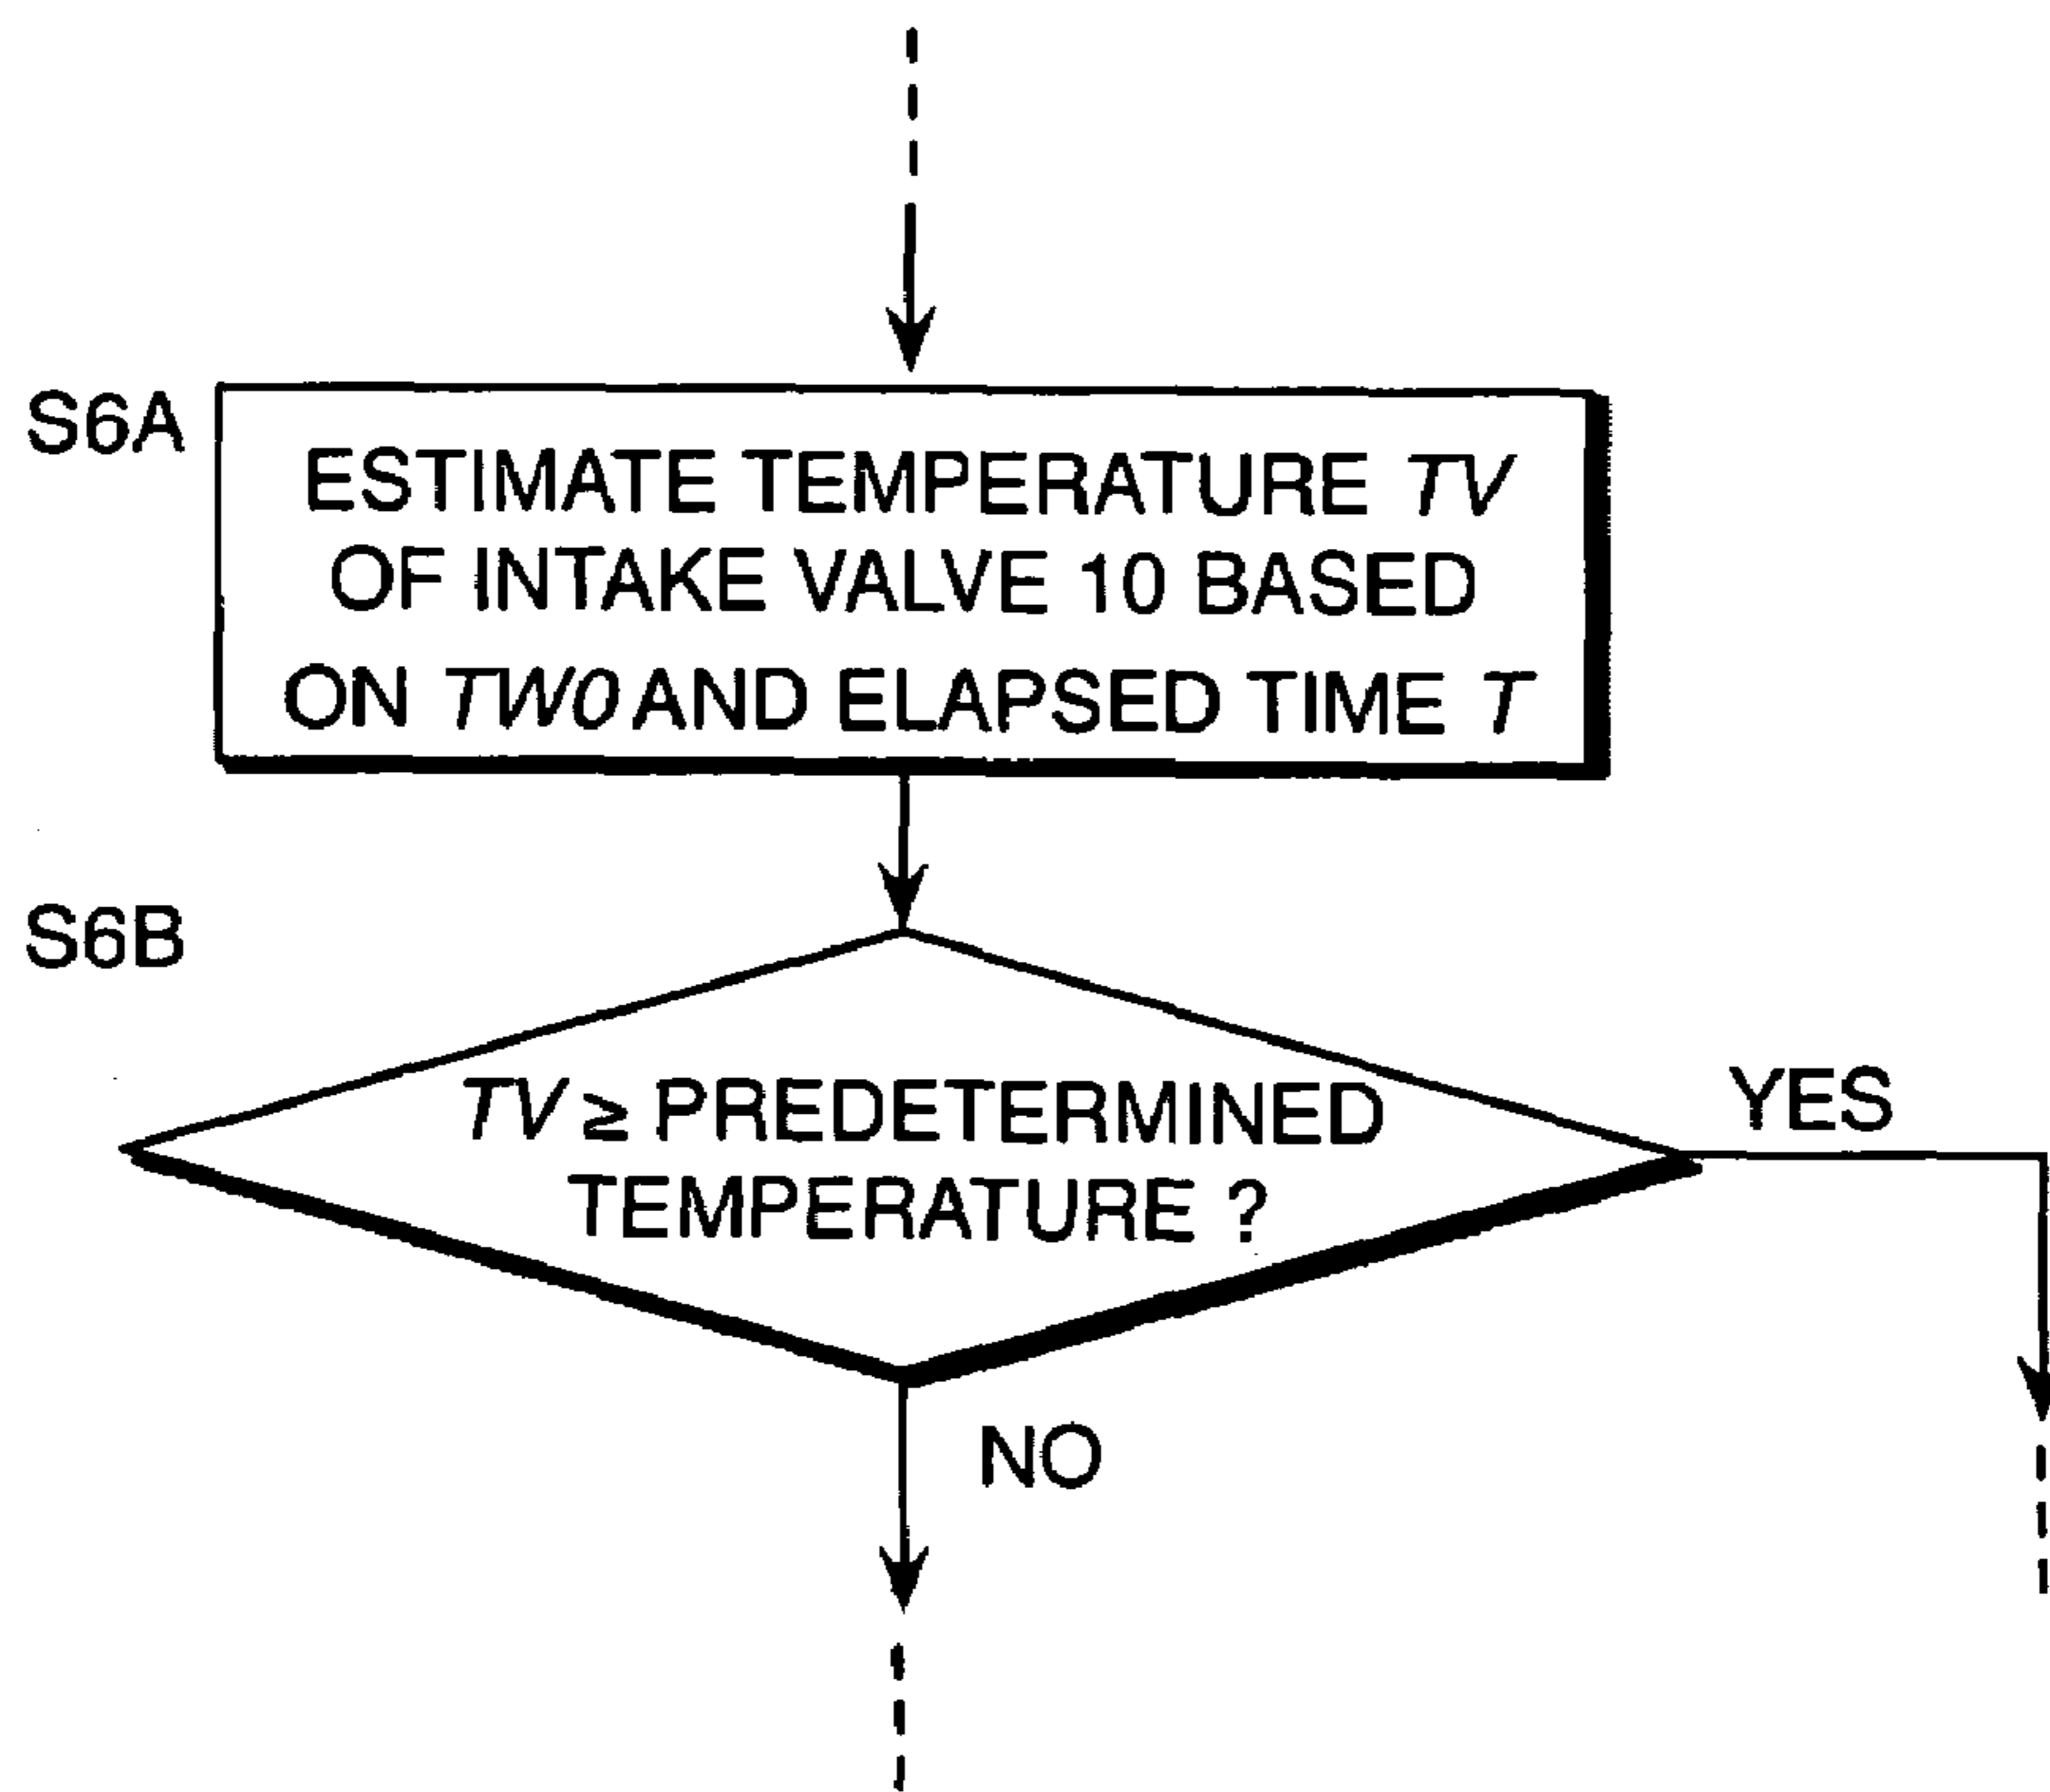 S6A
ESTIMATE TEMPERATURE TV
OF INTAKE VALVE 10 BASED
ON TW0 AND ELAPSED TIME T
S6B
TV ≥ PREDETERMINED
TEMPERATURE ?
YES
NO